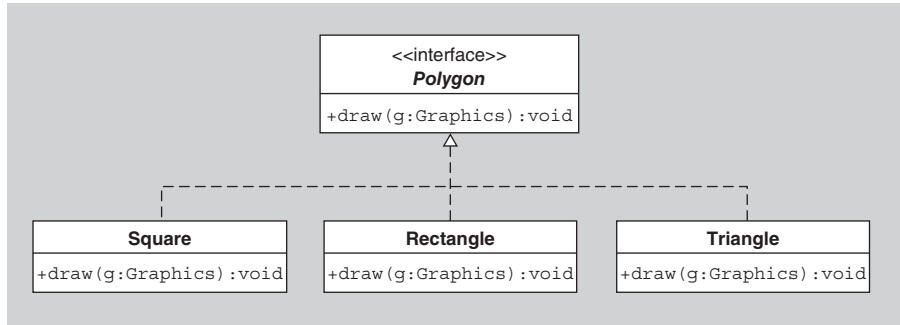 <<interface>>
Polygon
+draw(g:Graphics):void
Square
+draw(g:Graphics):void
Rectangle
+draw(g:Graphics):void
Triangle
+draw(g:Graphics):void